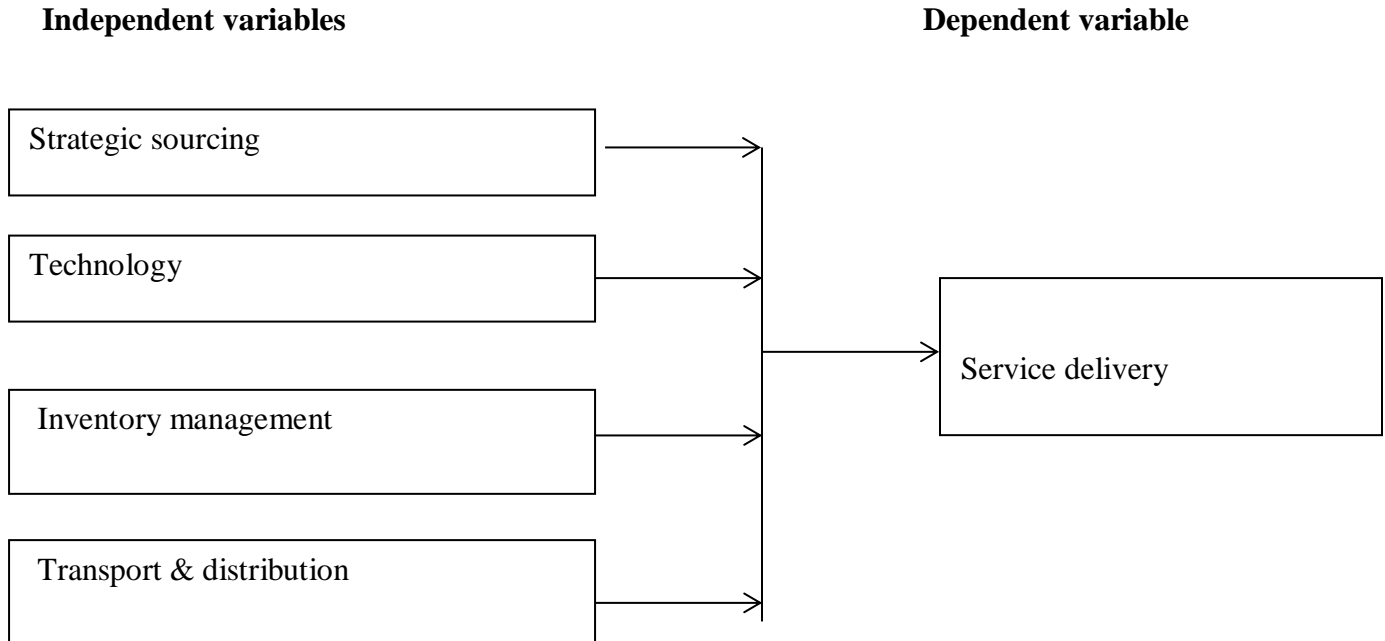 Independent variables
Dependent variable
Strategic sourcing
Technology
Inventory management
Transport & distribution
Service delivery